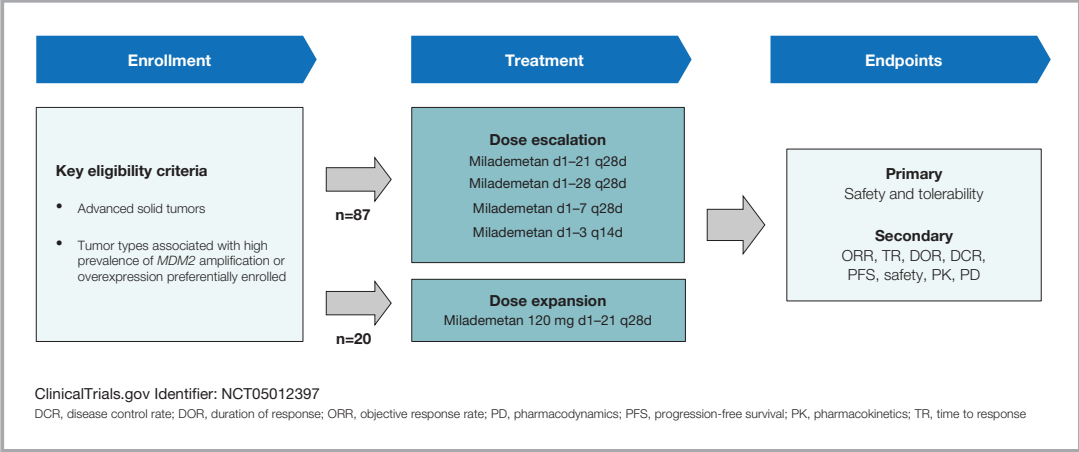 Enrollment
Treatment
Endpoints
Key eligibility criteria
• Advanced solid tumors
• Tumor types associated with high
prevalence of MDM2 amplification or
overexpression preferentially enrolled
n=87
n=20
Dose escalation
Milademetan d1–21 q28d
Milademetan d1–28 q28d
Milademetan d1–7 q28d
Milademetan d1–3 q14d
Dose expansion
Milademetan 120 mg d1–21 q28d
Primary
Safety and tolerability
Secondary
ORR, TR, DOR, DCR,
PFS, safety, PK, PD
ClinicalTrials.gov Identifier: NCT05012397
DCR, disease control rate; DOR, duration of response; ORR, objective response rate; PD, pharmacodynamics; PFS, progression-free survival; PK, pharmacokinetics; TR, time to response